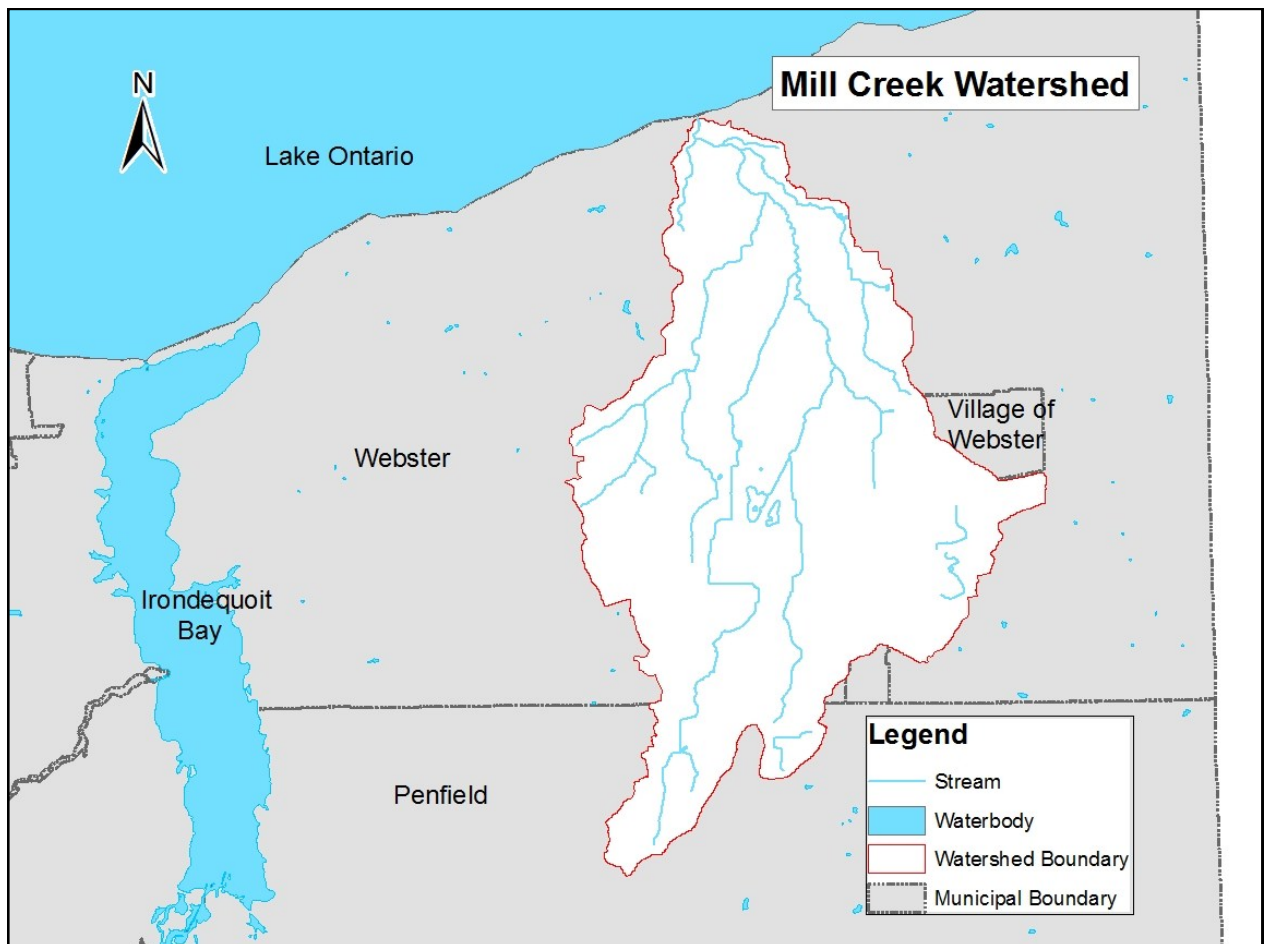 N
Mill Creek Watershed
Lake Ontario
Village of
Webster
Webster
Irondequoit
Bay
Penfield
Legend
Stream
Waterbody
Watershed Boundary
Municipal Boundary